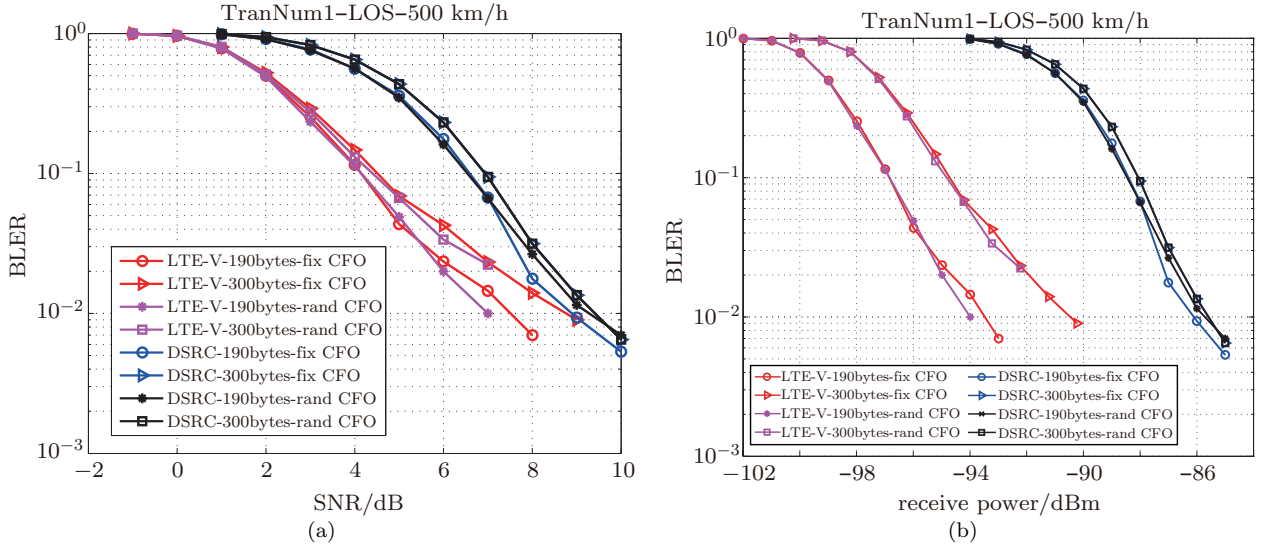 TranNum1-LOS-500 km/h
10^0
10^-1
10^-2
10^-3
BLER
LTE-V-190bytes-fix CFO
LTE-V-300bytes-fix CFO
LTE-V-190bytes-rand CFO
LTE-V-300bytes-rand CFO
DSRC-190bytes-fix CFO
DSRC-300bytes-fix CFO
DSRC-190bytes-rand CFO
DSRC-300bytes-rand CFO
−2 0 2 4 6 8 10
SNR/dB
(a)
TranNum1-LOS-500 km/h
10^0
10^-1
10^-2
10^-3
BLER
LTE-V-190bytes-fix CFO DSRC-190bytes-fix CFO
LTE-V-300bytes-fix CFO DSRC-300bytes-fix CFO
LTE-V-190bytes-rand CFO DSRC-190bytes-rand CFO
LTE-V-300bytes-rand CFO DSRC-300bytes-rand CFO
−102 −98 −94 −90 −86
receive power/dBm
(b)